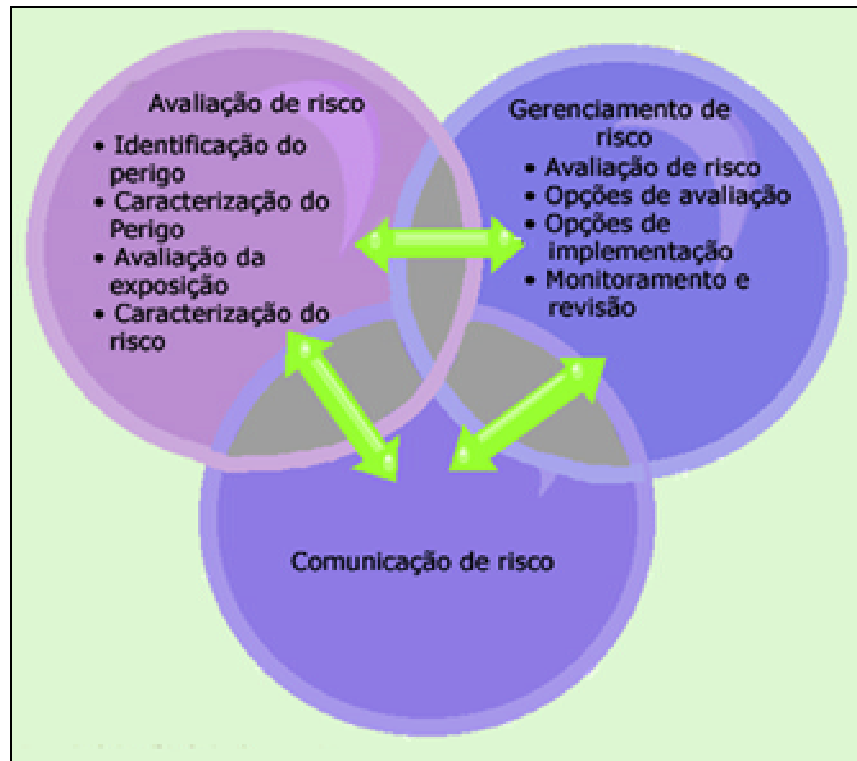 Avaliação de risco
• Identificação do
perigo
• Caracterização do
Perigo
• Avaliação da
exposição
• Caracterização do
risco
Gerenciamento de
risco
• Avaliação de risco
• Opções de avaliação
• Opções de
implementação
• Monitoramento e
revisão
Comunicação de risco